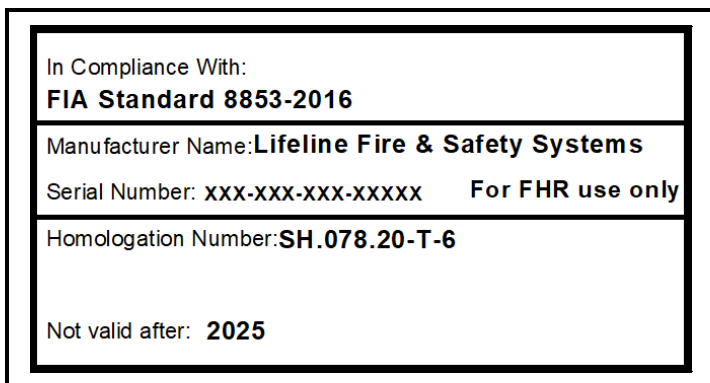 In Compliance With:
FIA Standard 8853-2016
Manufacturer Name:Lifeline Fire & Safety Systems
Serial Number: XXX-XXX-XXX-XXXXX For FHR use only
Homologation Number:SH.078.20-T-6
Not valid after: 2025